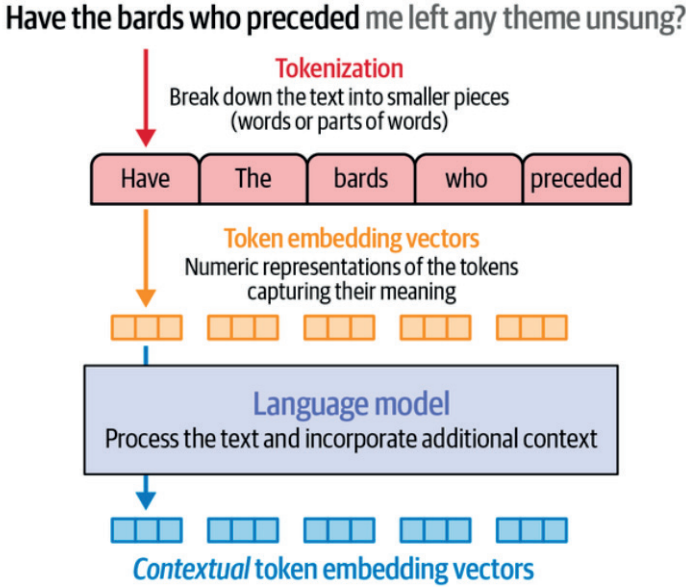 Have the bards who preceded me left any theme unsung?
Tokenization
Break down the text into smaller pieces
(words or parts of words)
Have The bards who preceded
Token embedding vectors
Numeric representations of the tokens
capturing their meaning
Language model
Process the text and incorporate additional context
Contextual token embedding vectors